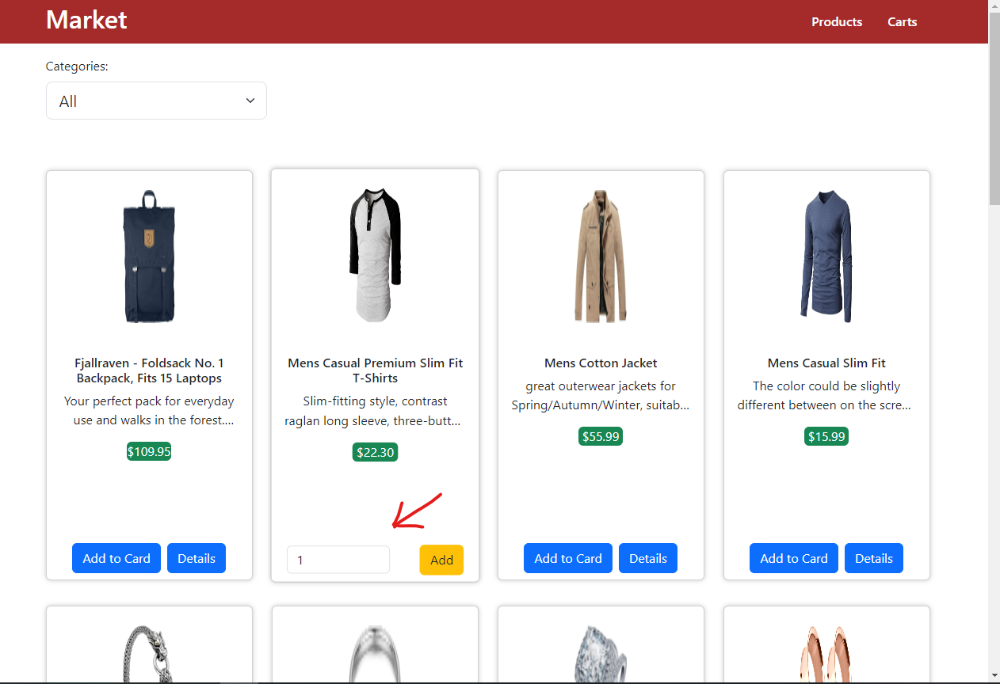 Market
Products
Carts
Categories:
All
Fjallraven - Foldsack No. 1
Backpack, Fits 15 Laptops
Your perfect pack for everyday
use and walks in the forest....
$109.95
Add to Card
Details
Mens Casual Premium Slim Fit
T-Shirts
Slim-fitting style, contrast
raglan long sleeve, three-butt...
$22.30
1
Add
Mens Cotton Jacket
great outerwear jackets for
Spring/Autumn/Winter, suitab...
$55.99
Add to Card
Details
Mens Casual Slim Fit
The color could be slightly
different between on the scre...
$15.99
Add to Card
Details